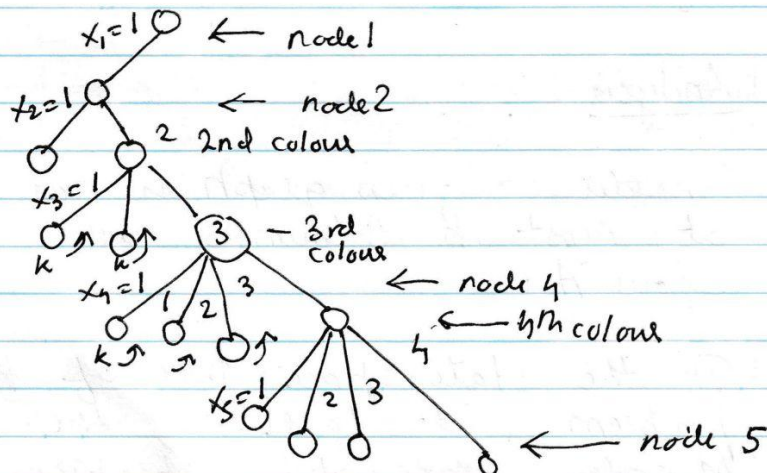 x₁=1 ← node 1
x₂=1 ← node 2
2 2nd colour
x₃=1
3 - 3rd
colour
k k
x₄=1 1 2 3 ← node 4
k 4 ← 4th colour
x₅=1 2 3
← node 5